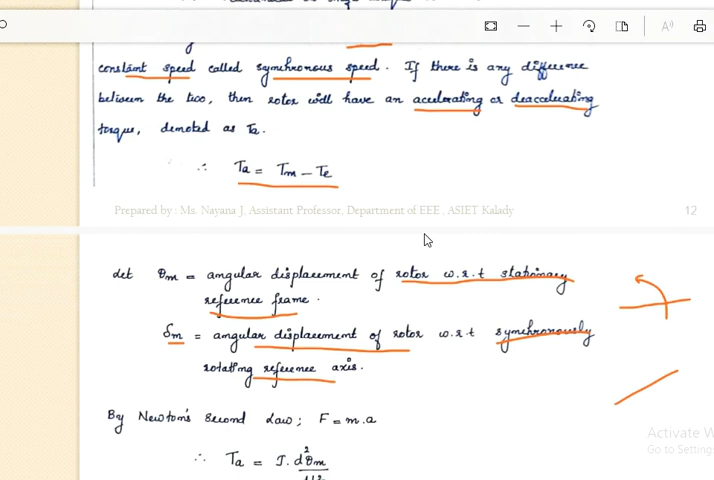 constant speed called synchronous speed. If there is any difference
between the two, then rotor will have an accelerating or deaccelerating
torque, denoted as Ta.
∴ Ta = Tm - Te
Prepared by : Ms. Nayana J, Assistant Professor, Department of EEE , ASIET Kalady 12
Let θm = angular displacement of rotor w.r.t stationary
reference frame.
δm = angular displacement of rotor w.r.t synchronously
rotating reference axis.
By Newton's Second Law; F = m.a
∴ Ta = J. d²θm
Activate W
Go to Setting